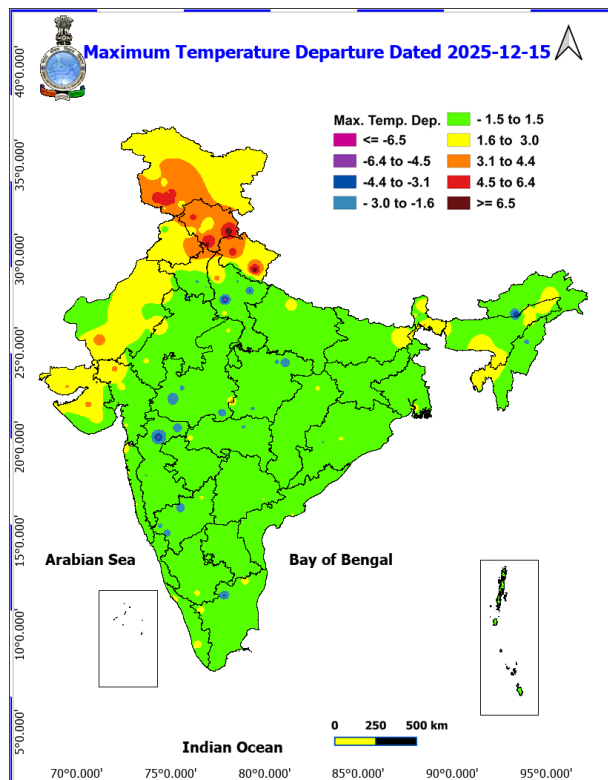 Maximum Temperature Departure Dated 2025-12-15
Max. Temp. Dep.
<= -6.5
-6.4 to -4.5
-4.4 to -3.1
- 3.0 to -1.6
- 1.5 to 1.5
1.6 to 3.0
3.1 to 4.4
4.5 to 6.4
>= 6.5
40°0.000'
35°0.000'
30°0.000'
25°0.000'
20°0.000'
15°0.000'
10°0.000'
5°0.000'
Arabian Sea
Bay of Bengal
Indian Ocean
0 250 500 km
70°0.000' 75°0.000' 80°0.000' 85°0.000' 90°0.000' 95°0.000'